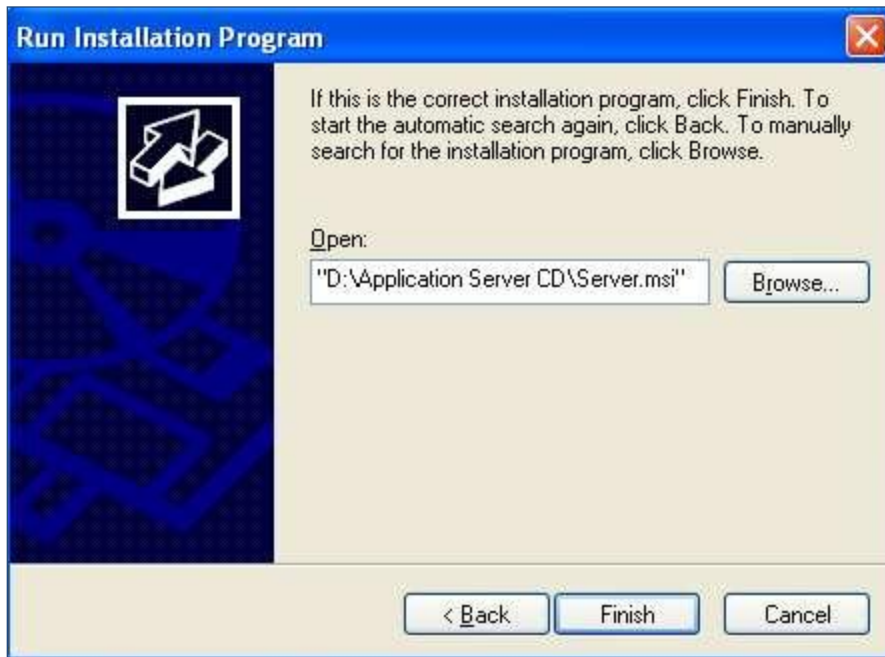 Run Installation Program
If this is the correct installation program, click Finish. To
start the automatic search again, click Back. To manually
search for the installation program, click Browse.
Open:
"D:\Application Server CD\Server.msi"
Browse...
< Back
Finish
Cancel